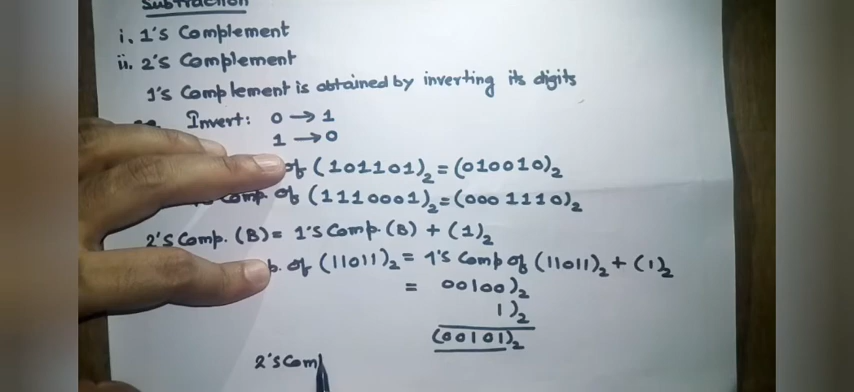 Subtraction
i. 1's Complement
ii. 2's Complement
1's Complement is obtained by inverting its digits
Invert: 0 → 1
1 → 0
of (101101)₂ = (010010)₂
Comp. of (1110001)₂ = (0001110)₂
2's Comp. (B) = 1's Comp. (B) + (1)₂
p. of (11011)₂ = 1's Comp of (11011)₂ + (1)₂
= 00100)₂
1)₂
(00101)₂
2's Com